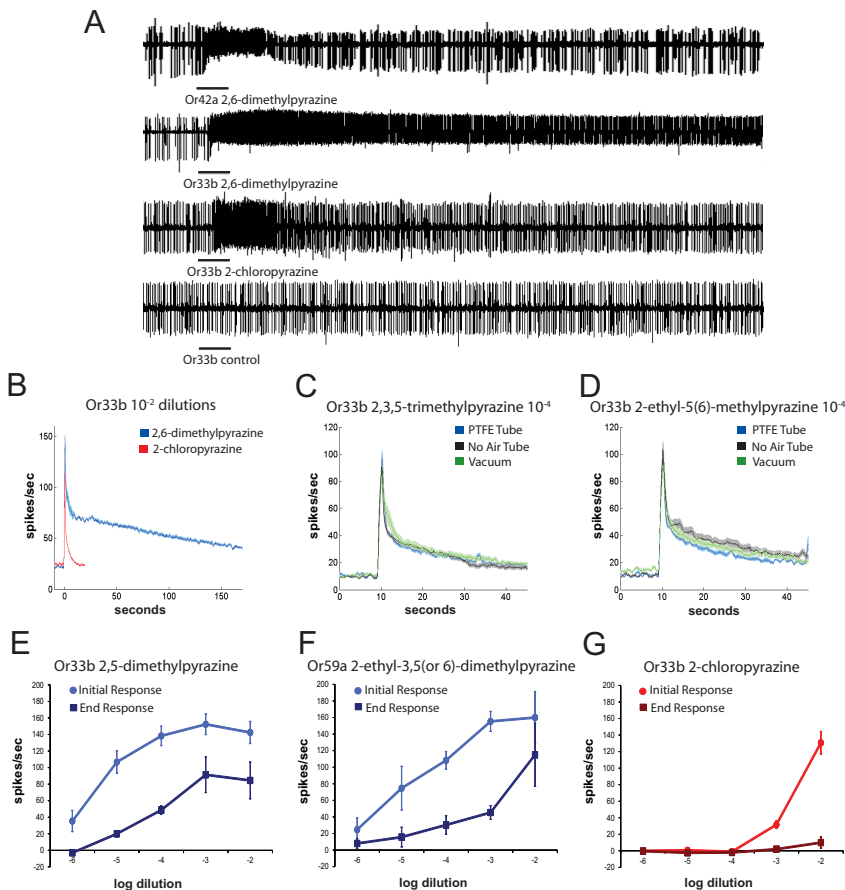 A
Or42a 2,6-dimethylpyrazine
Or33b 2,6-dimethylpyrazine
Or33b 2-chloropyrazine
Or33b control
B
Or33b 10-2 dilutions
150
100
50
0
0
50
100
150
spikes/sec
seconds
2,6-dimethylpyrazine
2-chloropyrazine
C
Or33b 2,3,5-trimethylpyrazine 10-4
120
100
80
60
40
20
0
0
10
20
30
40
spikes/sec
seconds
PTFE Tube
No Air Tube
Vacuum
D
Or33b 2-ethyl-5(6)-methylpyrazine 10-4
120
100
80
60
40
20
0
0
10
20
30
40
spikes/sec
seconds
PTFE Tube
No Air Tube
Vacuum
E
Or33b 2,5-dimethylpyrazine
200
180
160
140
120
100
80
60
40
20
0
-20
-6
-5
-4
-3
-2
spikes/sec
log dilution
Initial Response
End Response
F
Or59a 2-ethyl-3,5(or 6)-dimethylpyrazine
200
180
160
140
120
100
80
60
40
20
0
-20
-6
-5
-4
-3
-2
spikes/sec
log dilution
Initial Response
End Response
G
Or33b 2-chloropyrazine
200
180
160
140
120
100
80
60
40
20
0
-20
-6
-5
-4
-3
-2
spikes/sec
log dilution
Initial Response
End Response